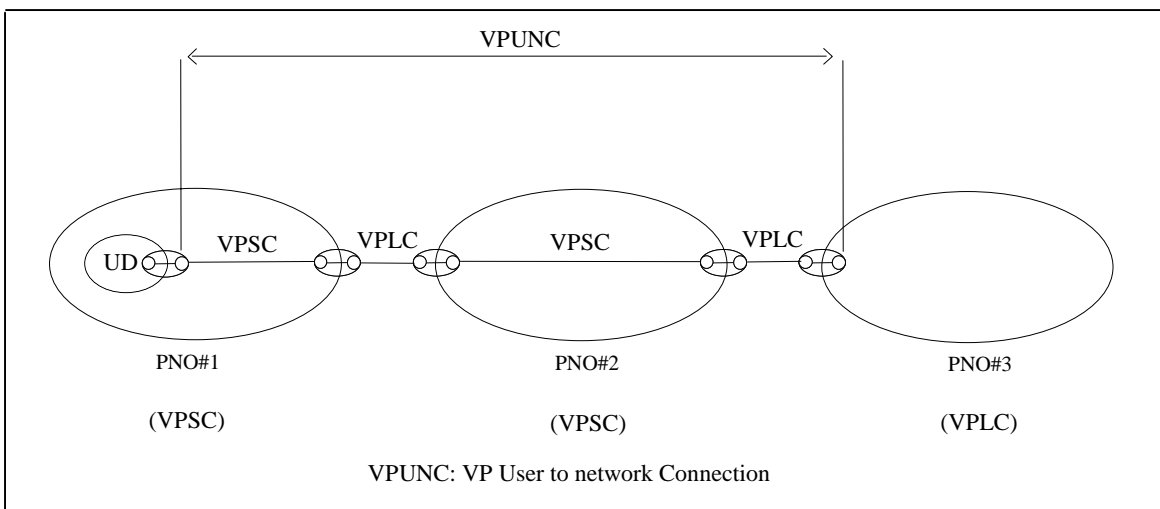 VPUNC
VPSC VPLC VPSC VPLC
UD
PNO#1 PNO#2 PNO#3
(VPSC) (VPSC) (VPLC)
VPUNC: VP User to network Connection